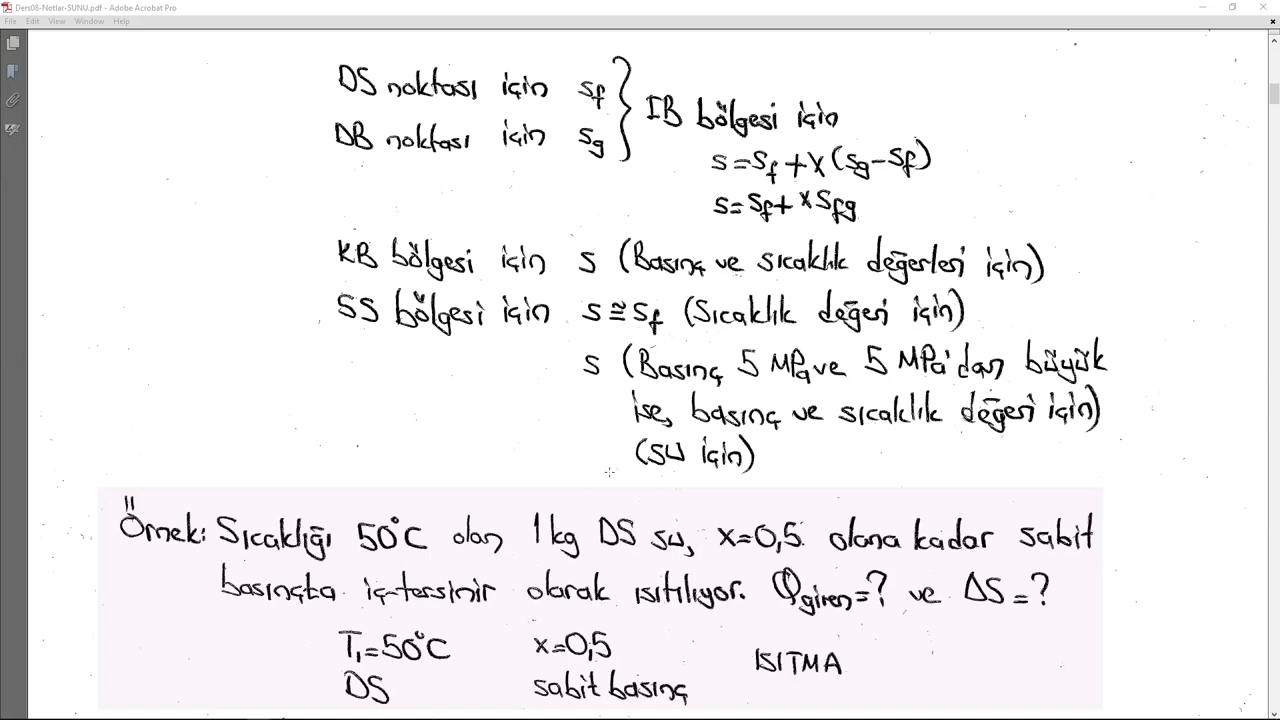 Ders08-Notlar-SUNU.pdf - Adobe Acrobat Pro
File Edit View Window Help
DS noktası için sf
DB noktası için sg
IB bölgesi için
s=sf+x(sg-sf)
s=sf+xsfg
KB bölgesi için s (Basınç ve sıcaklık değerleri için)
SS bölgesi için s≅sf (Sıcaklık değeri için)
s (Basınç 5 MPa ve 5 MPa'dan büyük
ise, basınç ve sıcaklık değeri için)
(su için)
Örnek: Sıcaklığı 50°C olan 1kg DS su, x=0,5 olana kadar sabit
basınçta iç-tersinir olarak ısıtılıyor. Qgiren=? ve ΔS=?
T1=50°C x=0,5 ISITMA
DS sabit basınç